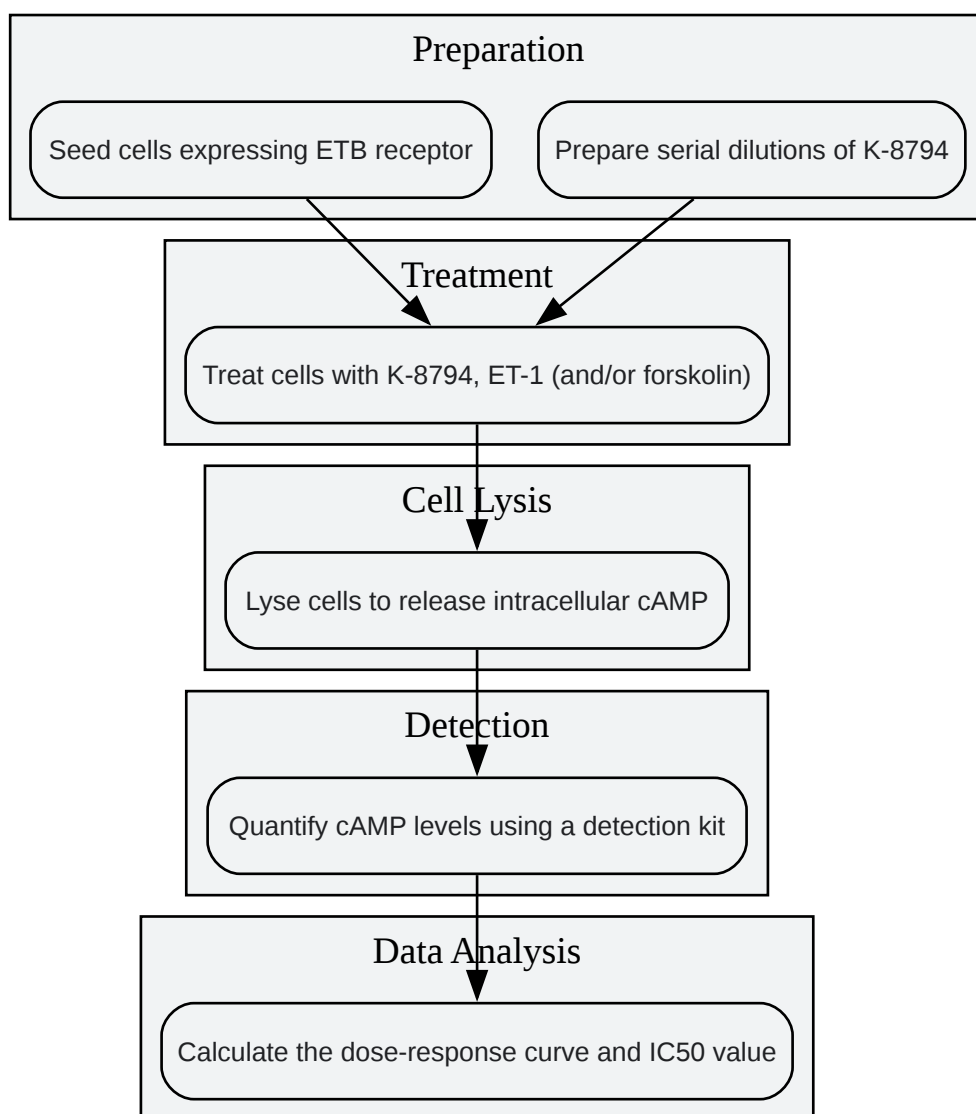 Preparation
Seed cells expressing ETB receptor
Prepare serial dilutions of K-8794
Treatment
Treat cells with K-8794, ET-1 (and/or forskolin)
Cell Lysis
Lyse cells to release intracellular cAMP
Detection
Quantify cAMP levels using a detection kit
Data Analysis
Calculate the dose-response curve and IC50 value